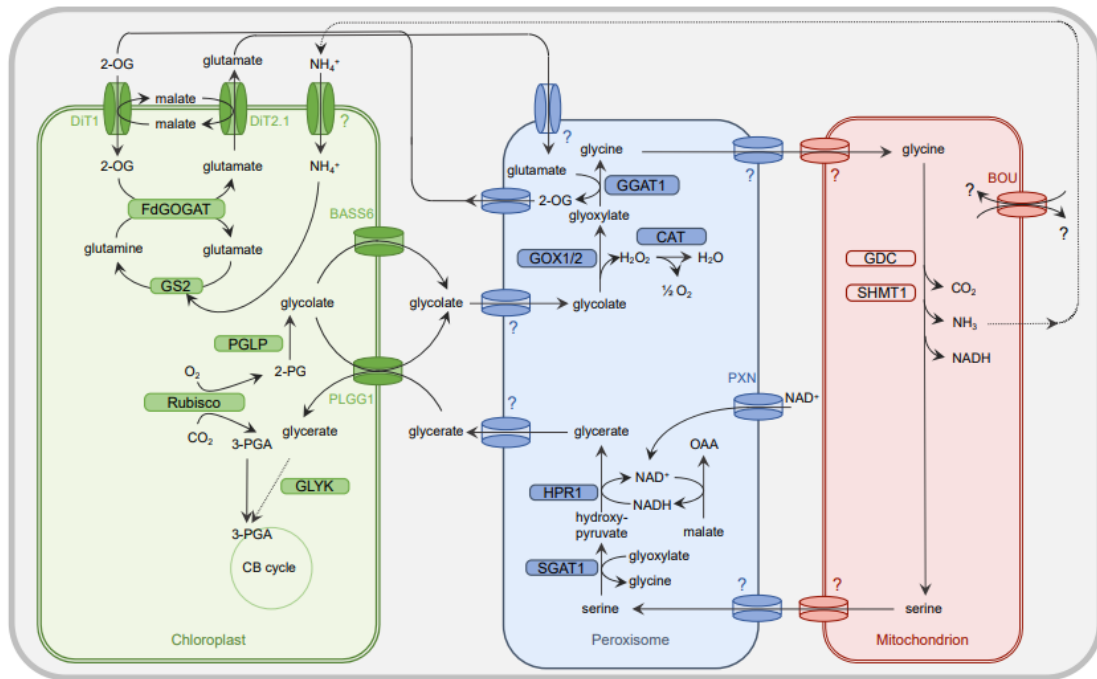 2-OG
glutamate
NH₄⁺
malate
malate
DiT1
DiT2.1
?
2-OG
glutamate
NH₄⁺
FdGOGAT
glutamine
glutamate
GS2
BASS6
glycolate
glycolate
PGLP
O₂
2-PG
Rubisco
CO₂
3-PGA
glycerate
PLGG1
glycerate
GLYK
3-PGA
CB cycle
Chloroplast
?
glycine
glutamate
GGAT1
2-OG
glyoxylate
CAT
GOX1/2
H₂O₂
H₂O
½ O₂
glycolate
?
?
PXN
NAD⁺
?
glycerate
OAA
NAD⁺
HPR1
NADH
hydroxy-
pyruvate
malate
glyoxylate
SGAT1
glycine
serine
?
Peroxisome
?
glycine
BOU
?
?
GDC
CO₂
SHMT1
NH₃
NADH
?
serine
Mitochondrion